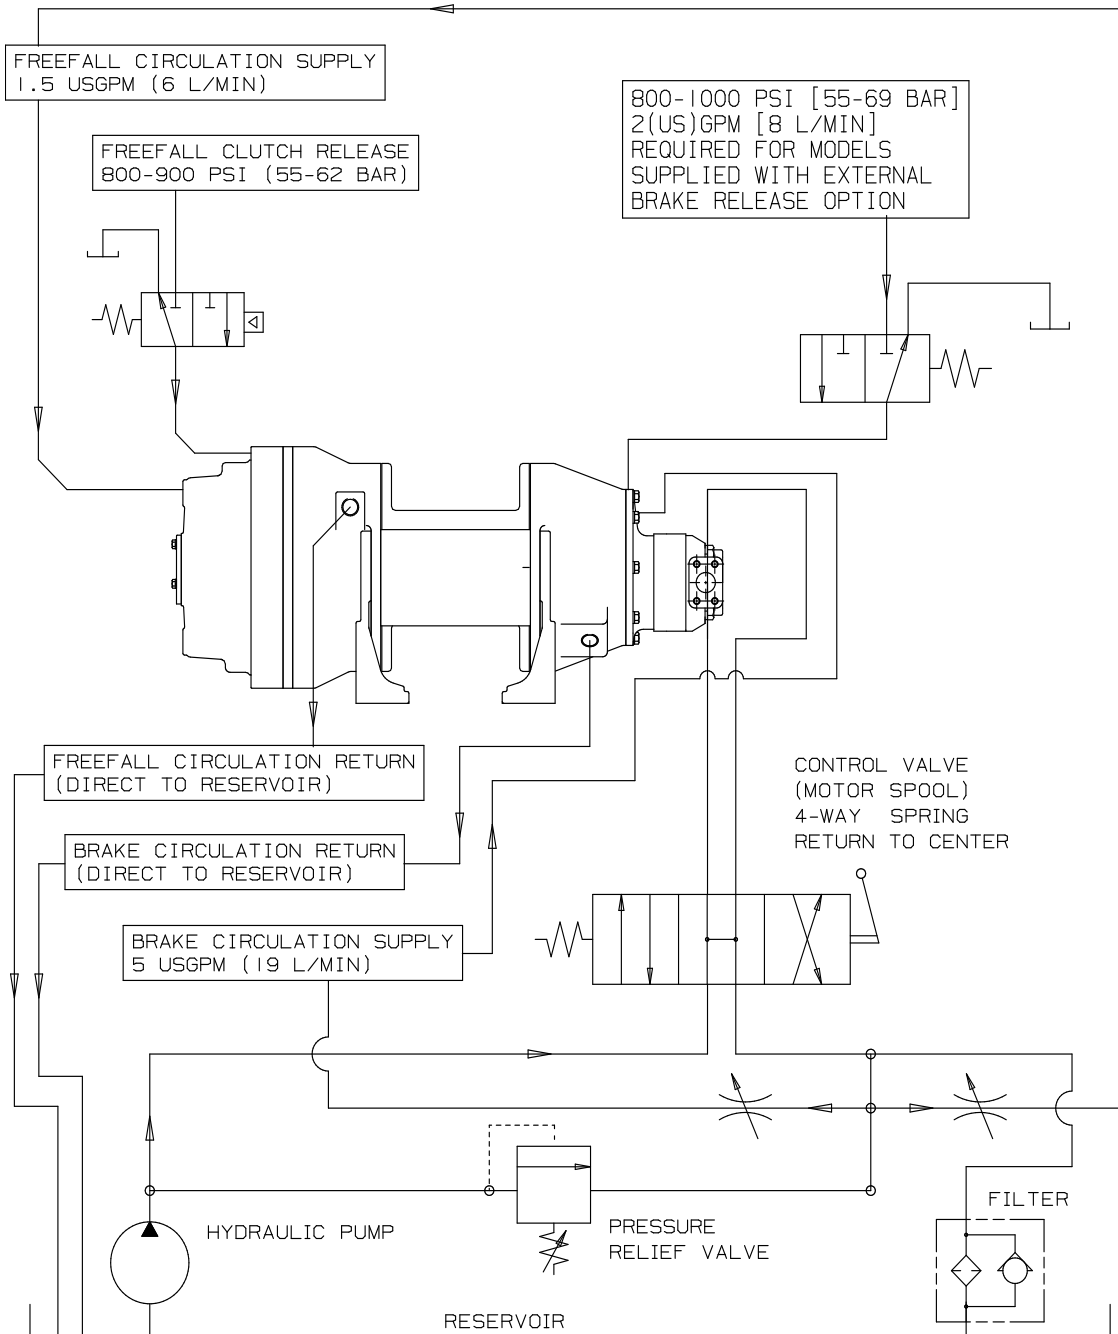 FREEFALL CIRCULATION SUPPLY
1.5 USGPM (6 L/MIN)
800-1000 PSI [55-69 BAR]
2(US)GPM [8 L/MIN]
REQUIRED FOR MODELS
SUPPLIED WITH EXTERNAL
BRAKE RELEASE OPTION
FREEFALL CLUTCH RELEASE
800-900 PSI (55-62 BAR)
FREEFALL CIRCULATION RETURN
(DIRECT TO RESERVOIR)
CONTROL VALVE
(MOTOR SPOOL)
4-WAY SPRING
RETURN TO CENTER
BRAKE CIRCULATION RETURN
(DIRECT TO RESERVOIR)
BRAKE CIRCULATION SUPPLY
5 USGPM (19 L/MIN)
FILTER
HYDRAULIC PUMP
PRESSURE
RELIEF VALVE
RESERVOIR